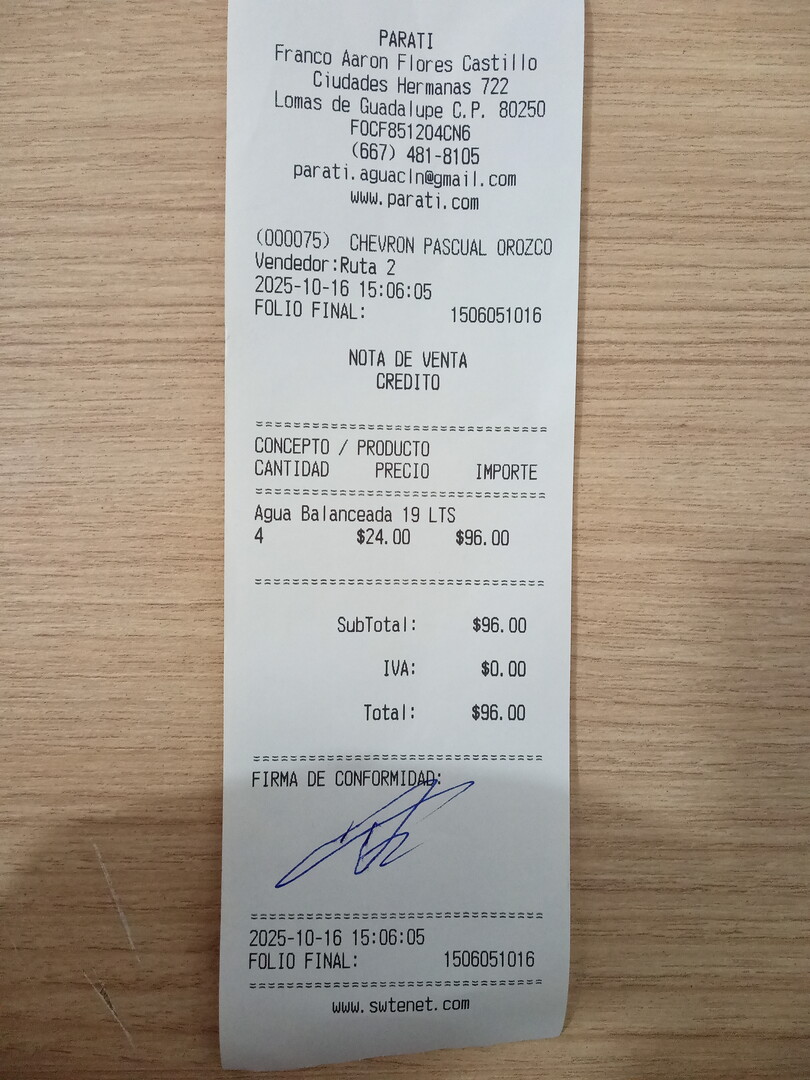 PARATI
Franco Aaron Flores Castillo
Ciudades Hermanas 722
Lomas de Guadalupe C.P. 80250
FOCF851204CN6
(667) 481-8105
parati.aguacln@gmail.com
www.parati.com
(000075) CHEVRON PASCUAL OROZCO
Vendedor:Ruta 2
2025-10-16 15:06:05
FOLIO FINAL: 1506051016
NOTA DE VENTA
CREDITO
CONCEPTO / PRODUCTO
CANTIDAD PRECIO IMPORTE
Agua Balanceada 19 LTS
4 $24.00 $96.00
SubTotal: $96.00
IVA: $0.00
Total: $96.00
FIRMA DE CONFORMIDAD:
2025-10-16 15:06:05
FOLIO FINAL: 1506051016
www.swtenet.com